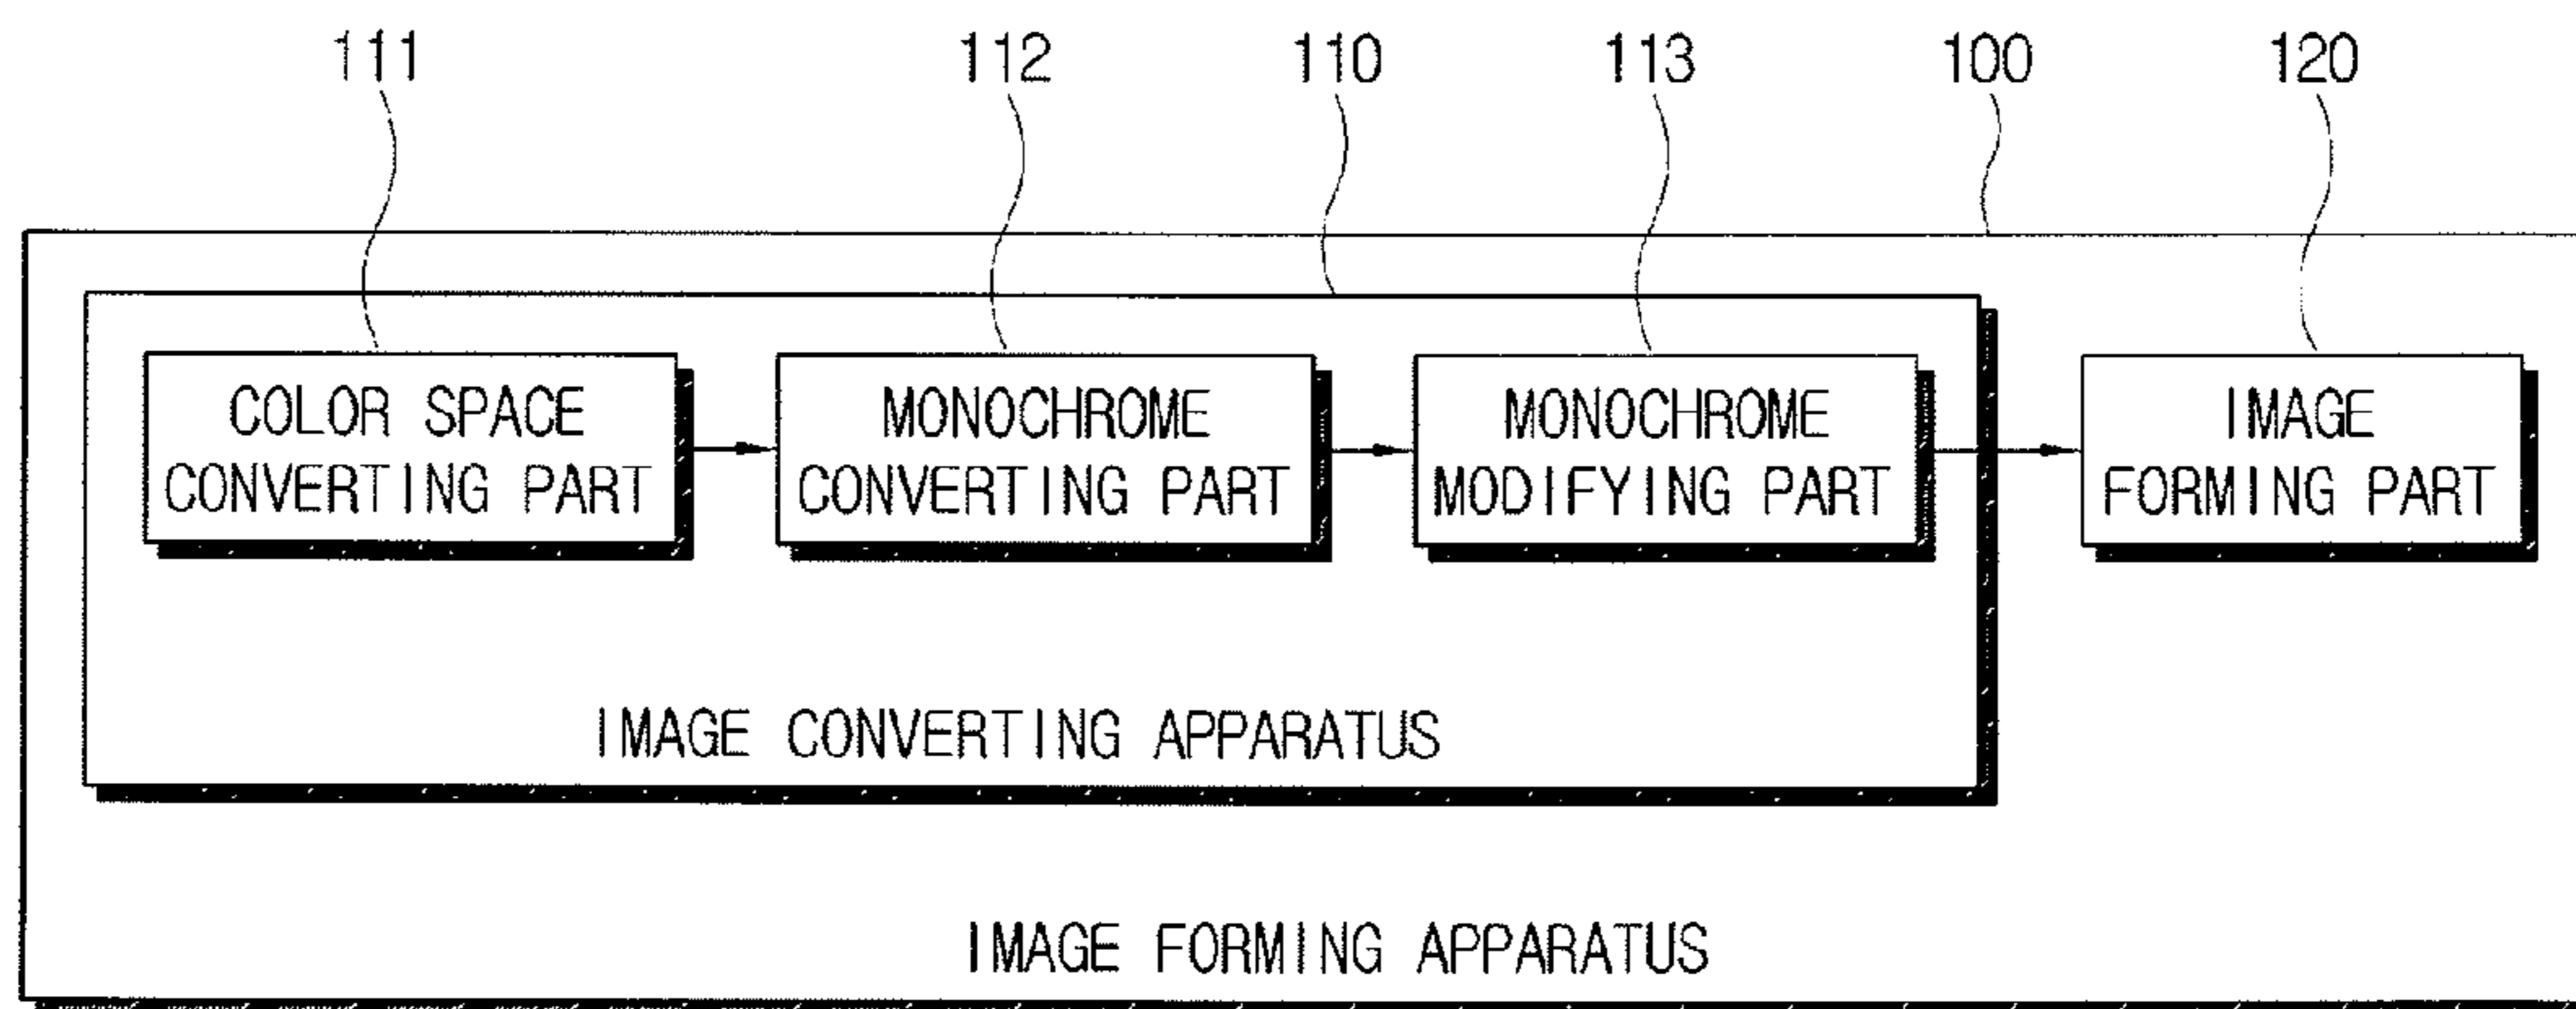 111 112 110 113 100 120
COLOR SPACE
CONVERTING PART
MONOCHROME
CONVERTING PART
MONOCHROME
MODIFYING PART
IMAGE
FORMING PART
IMAGE CONVERTING APPARATUS
IMAGE FORMING APPARATUS